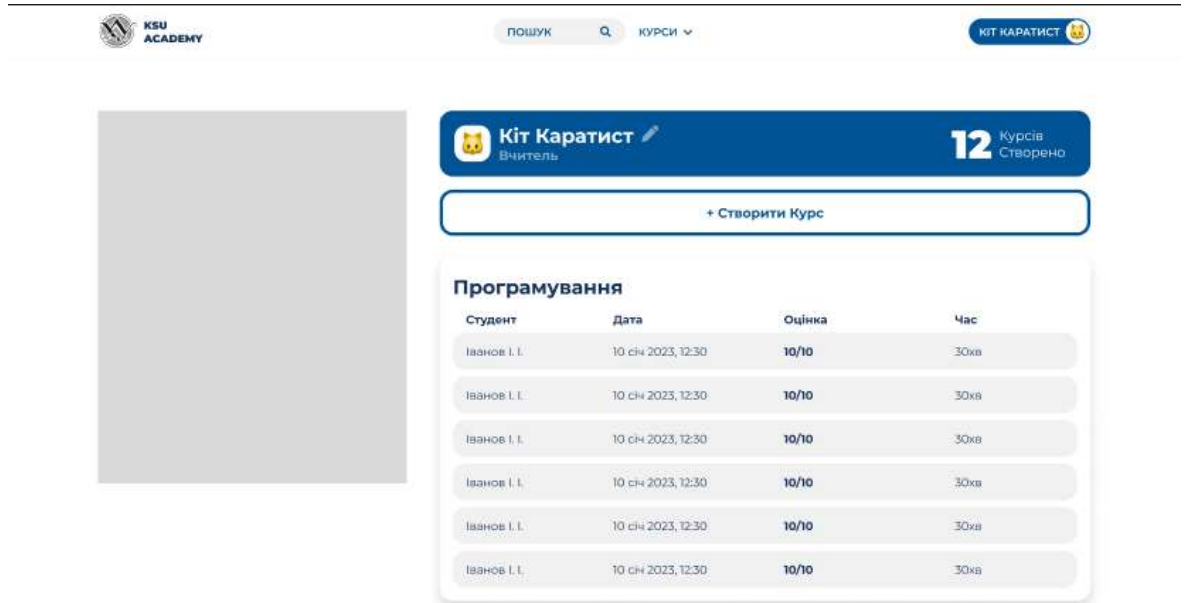 KSU
ACADEMY
ПОШУК
КУРСИ
КІТ КАРАТИСТ
Кіт Каратист
Вчитель
12 Курсів
Створено
+ Створити Курс
Програмування
Студент Дата Оцінка Час
Іванов І. І. 10 січ 2023, 12:30 10/10 30хв
Іванов І. І. 10 січ 2023, 12:30 10/10 30хв
Іванов І. І. 10 січ 2023, 12:30 10/10 30хв
Іванов І. І. 10 січ 2023, 12:30 10/10 30хв
Іванов І. І. 10 січ 2023, 12:30 10/10 30хв
Іванов І. І. 10 січ 2023, 12:30 10/10 30хв